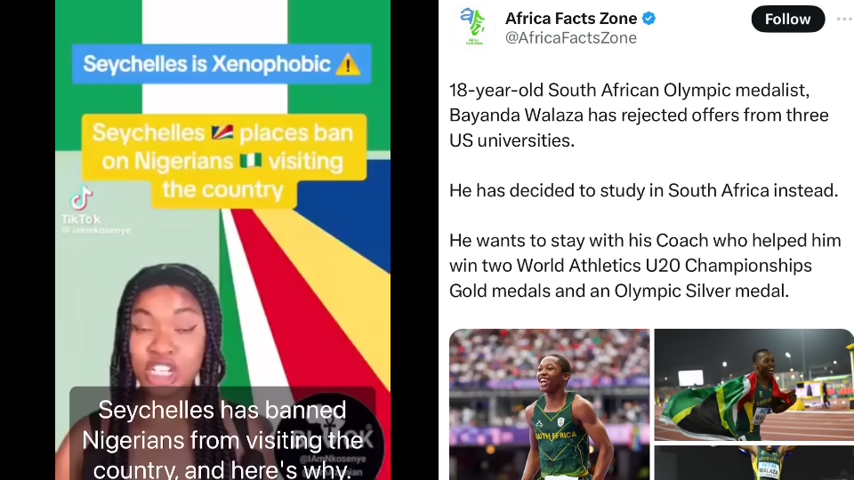 Seychelles is Xenophobic ⚠️
Seychelles 🇸🇨 places ban
on Nigerians 🇳🇬 visiting
the country
TikTok
Seychelles has banned
Nigerians from visiting the
country, and here's why.
Africa Facts Zone
@AfricaFactsZone
Follow
18-year-old South African Olympic medalist,
Bayanda Walaza has rejected offers from three
US universities.
He has decided to study in South Africa instead.
He wants to stay with his Coach who helped him
win two World Athletics U20 Championships
Gold medals and an Olympic Silver medal.
SOUTH AFRICA
WALAZA